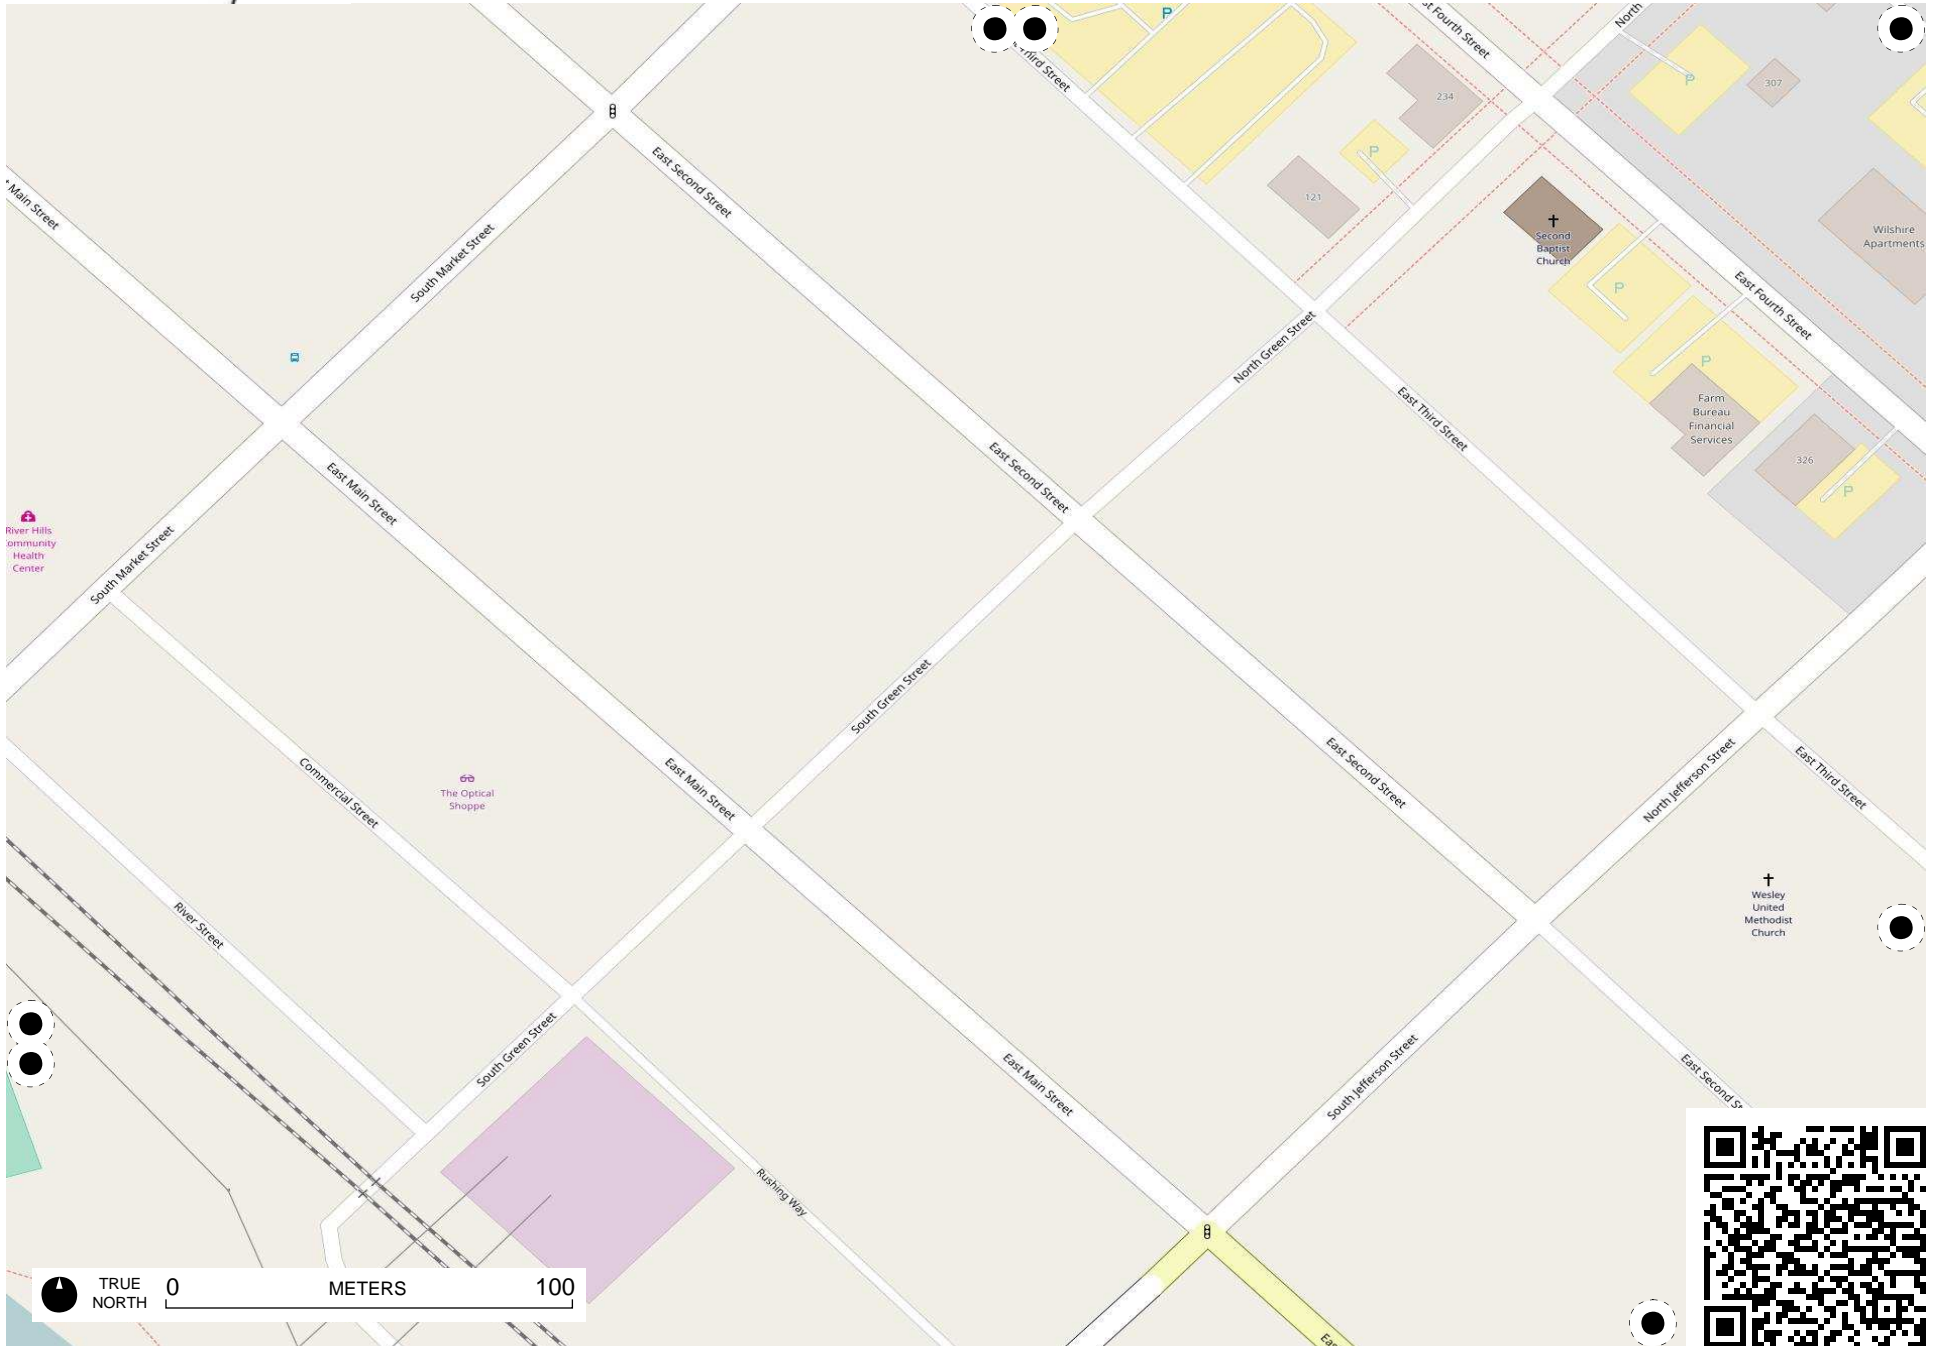 st Fourth Street
North
Third Street
234
307
121
East Second Street
Main Street
South Market Street
Second
Baptist
Church
Wilshire
Apartments
East Fourth Street
North Green Street
East Third Street
Farm
Bureau
Financial
Services
326
East Main Street
East Second Street
River Hills
ommunity
Health
Center
South Market Street
South Green Street
Commercial Street
The Optical
Shoppe
East Main Street
East Second Street
North Jefferson Street
East Third Street
Wesley
United
Methodist
Church
River Street
South Green Street
East Main Street
South Jefferson Street
East Second St
Rushing Way
TRUE
NORTH
0
METERS
100
Eas
P
P
P
P
P
P